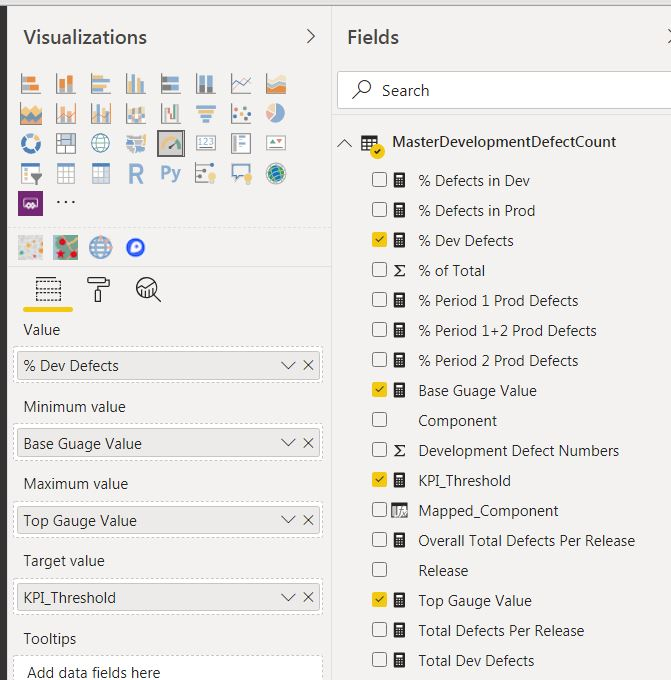 Visualizations
R
Py
123
...
Value
% Dev Defects
Minimum value
Base Guage Value
Maximum value
Top Gauge Value
Target value
KPI_Threshold
Tooltips
Add data fields here
Fields
Search
MasterDevelopmentDefectCount
% Defects in Dev
% Defects in Prod
% Dev Defects
% of Total
% Period 1 Prod Defects
% Period 1+2 Prod Defects
% Period 2 Prod Defects
Base Guage Value
Component
Development Defect Numbers
KPI_Threshold
Mapped_Component
Overall Total Defects Per Release
Release
Top Gauge Value
Total Defects Per Release
Total Dev Defects